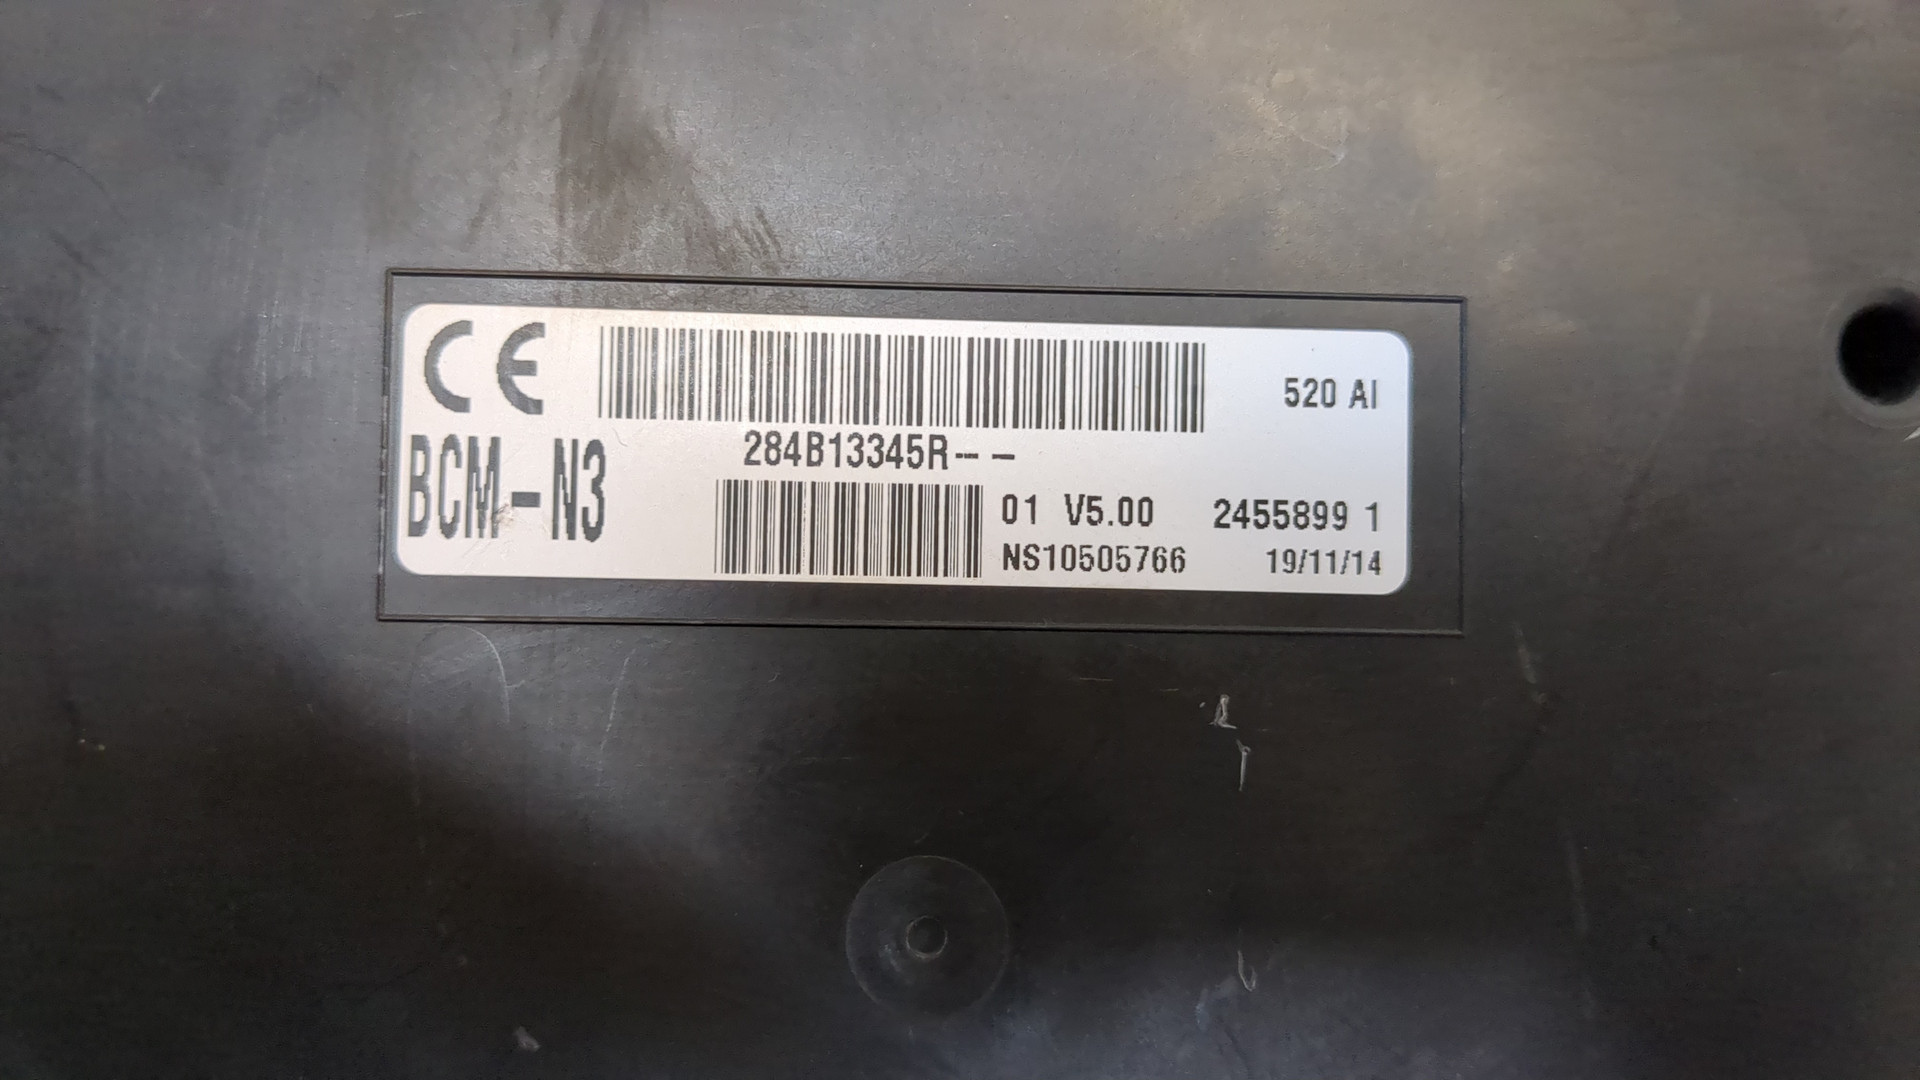 CE
520 AI
284B13345R-- -
BCM-N3
01 V5.00 2455899 1
NS10505766 19/11/14